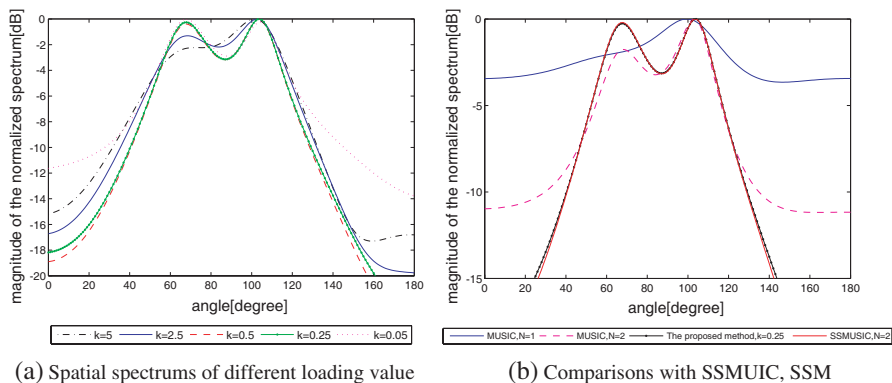 magnitude of the normalized spectrum[dB]
0
-2
-4
-6
-8
-10
-12
-14
-16
-18
-20
0 20 40 60 80 100 120 140 160 180
angle[degree]
k=5 k=2.5 k=0.5 k=0.25 k=0.05
(a) Spatial spectrums of different loading value
magnitude of the normalized spectrum[dB]
0
-5
-10
-15
0 20 40 60 80 100 120 140 160 180
angle[degree]
MUSIC,N=1 MUSIC,N=2 The proposed method,k=0.25 SSMUSIC,N=2
(b) Comparisons with SSMUIC, SSM